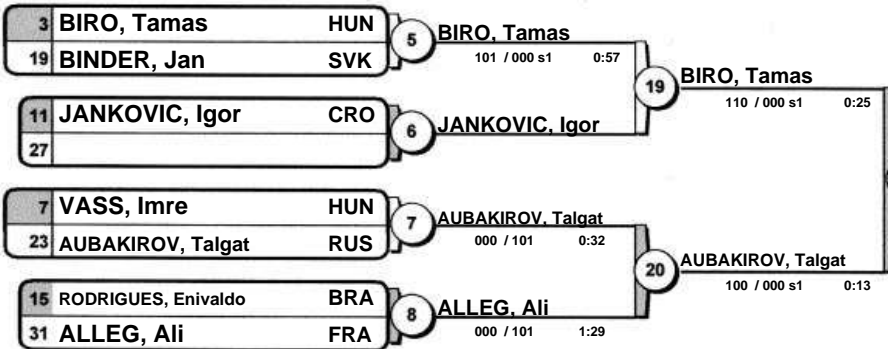 3 BIRO, Tamas HUN
19 BINDER, Jan SVK
5
BIRO, Tamas
101 / 000 s1 0:57
11 JANKOVIC, Igor CRO
27
6
JANKOVIC, Igor
19
BIRO, Tamas
110 / 000 s1 0:25
7 VASS, Imre HUN
23 AUBAKIROV, Talgat RUS
7
AUBAKIROV, Talgat
000 / 101 0:32
15 RODRIGUES, Enivaldo BRA
31 ALLEG, Ali FRA
8
ALLEG, Ali
000 / 101 1:29
20
AUBAKIROV, Talgat
100 / 000 s1 0:13